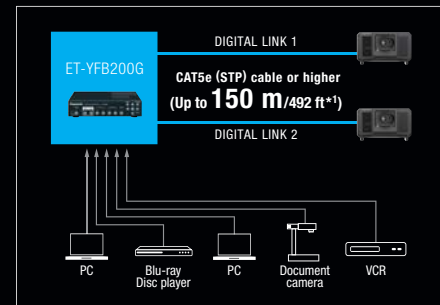 DIGITAL LINK 1
ET-YFB200G
CAT5e (STP) cable or higher
(Up to 150 m/492 ft*1)
DIGITAL LINK 2
PC
Blu-ray
Disc player
PC
Document
camera
VCR